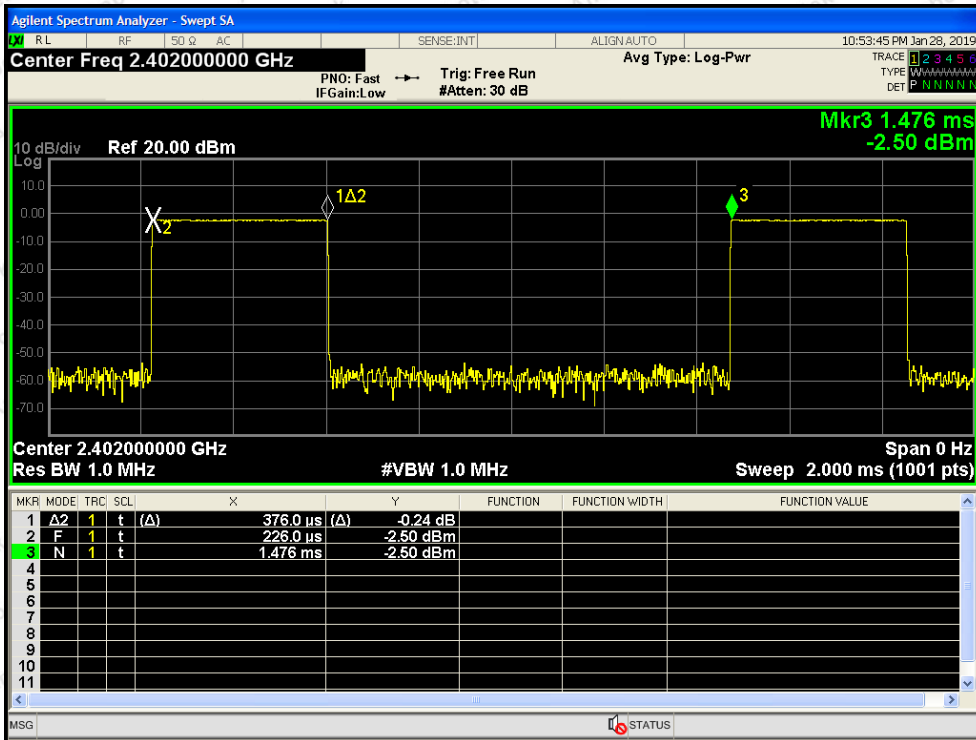 Agilent Spectrum Analyzer - Swept SA
LXI RL RF 50 Ω AC SENSE:INT ALIGN AUTO 10:53:45 PM Jan 28, 2019
Center Freq 2.402000000 GHz
PNO: Fast
IFGain:Low
Trig: Free Run
#Atten: 30 dB
Avg Type: Log-Pwr
TRACE 1 2 3 4 5 6
TYPE W
DET P N N N N N
Mkr3 1.476 ms
-2.50 dBm
10 dB/div Ref 20.00 dBm
Log
10.0
0.00
-10.0
-20.0
-30.0
-40.0
-50.0
-60.0
-70.0
X2
1Δ2
3
Center 2.402000000 GHz Span 0 Hz
Res BW 1.0 MHz #VBW 1.0 MHz Sweep 2.000 ms (1001 pts)
MKR MODE TRC SCL X Y FUNCTION FUNCTION WIDTH FUNCTION VALUE
1 Δ2 1 t (Δ) 376.0 µs (Δ) -0.24 dB
2 F 1 t 226.0 µs -2.50 dBm
3 N 1 t 1.476 ms -2.50 dBm
4
5
6
7
8
9
10
11
MSG STATUS